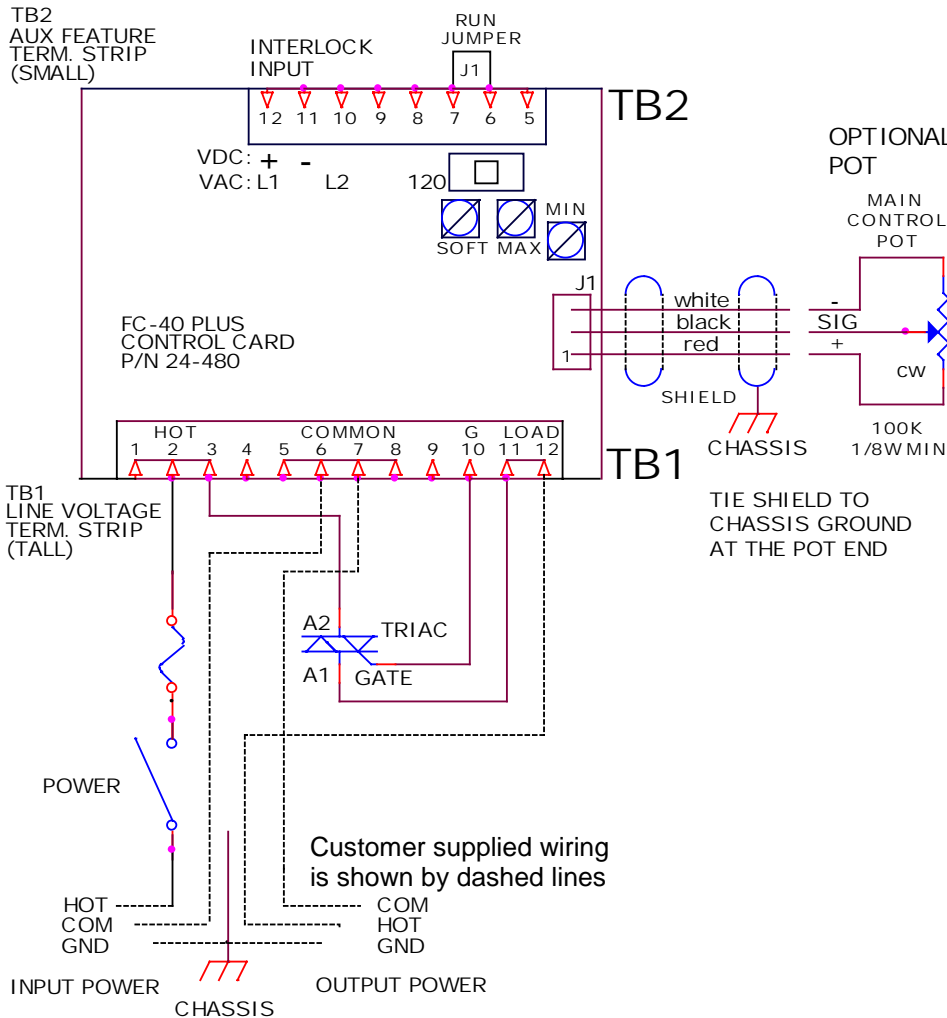 TB2
AUX FEATURE
TERM. STRIP
(SMALL)
INTERLOCK
INPUT
RUN
JUMPER
J1
12 11 10 9 8 7 6 5
TB2
VDC: + -
VAC: L1 L2 120
SOFT MAX MIN
OPTIONAL
POT
MAIN
CONTROL
POT
J1
white -
black SIG
1 red +
cw
SHIELD
CHASSIS
100K
1/8W MIN
FC-40 PLUS
CONTROL CARD
P/N 24-480
HOT COMMON G LOAD
1 2 3 4 5 6 7 8 9 10 11 12
TB1
TB1
LINE VOLTAGE
TERM. STRIP
(TALL)
TIE SHIELD TO
CHASSIS GROUND
AT THE POT END
A2 TRIAC
A1 GATE
POWER
Customer supplied wiring
is shown by dashed lines
HOT COM
COM HOT
GND GND
INPUT POWER OUTPUT POWER
CHASSIS